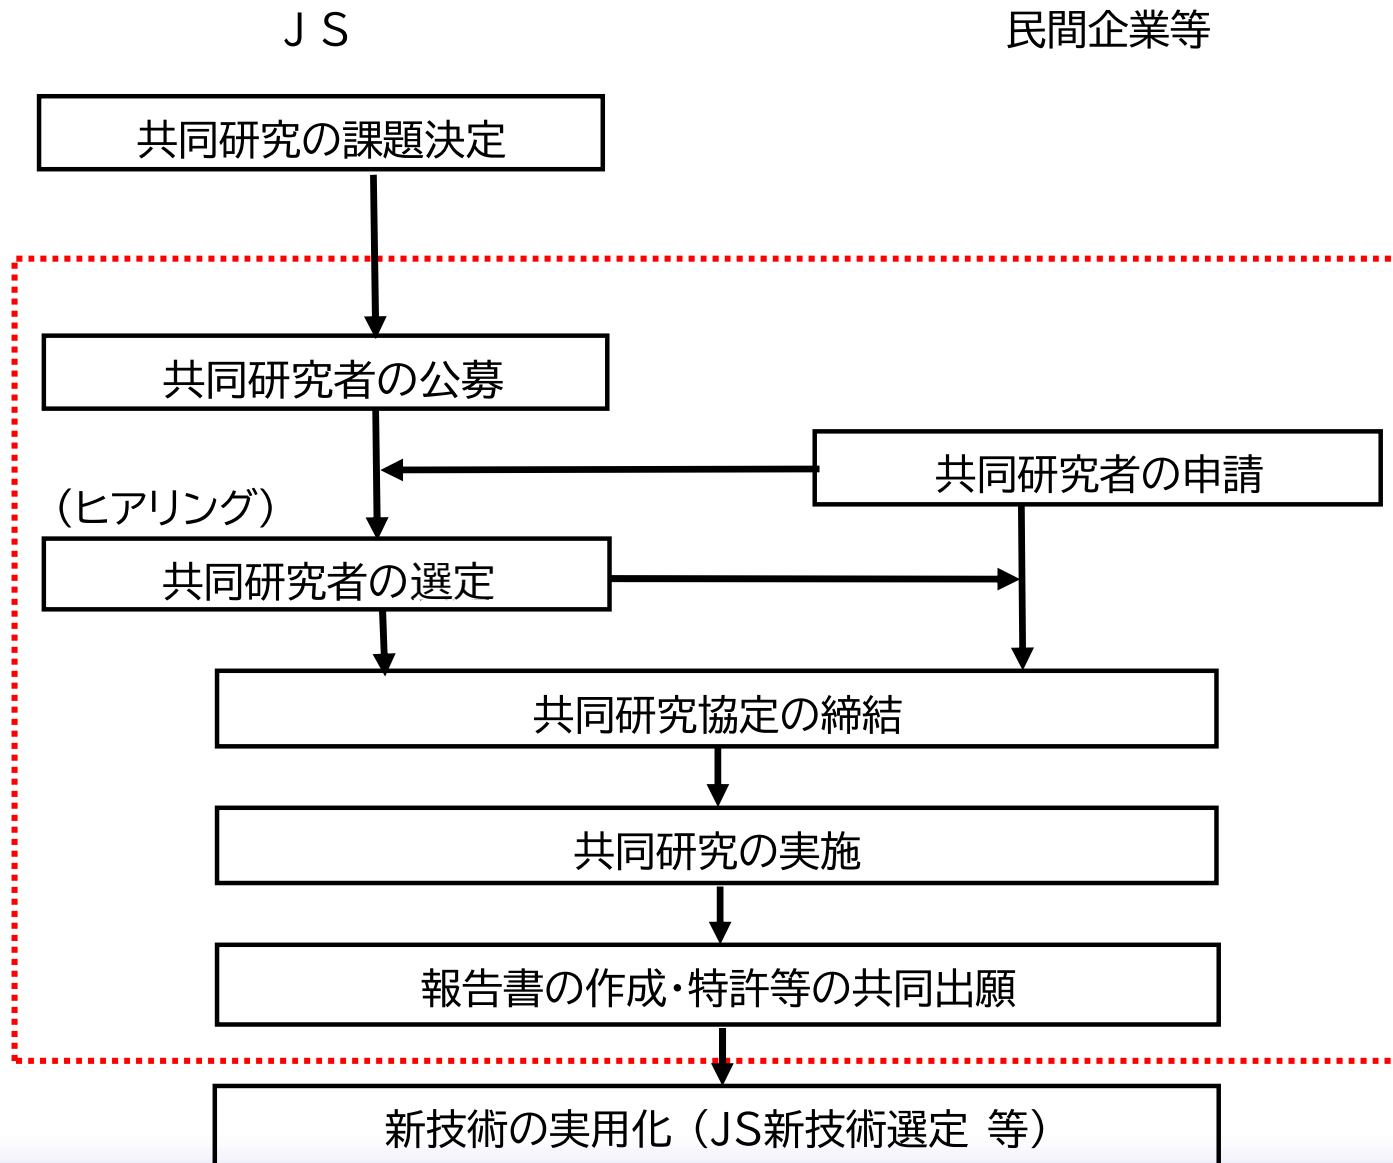 ＪＳ
民間企業等
共同研究の課題決定
共同研究者の公募
共同研究者の申請
（ヒアリング）
共同研究者の選定
共同研究協定の締結
共同研究の実施
報告書の作成・特許等の共同出願
新技術の実用化（JS新技術選定 等）